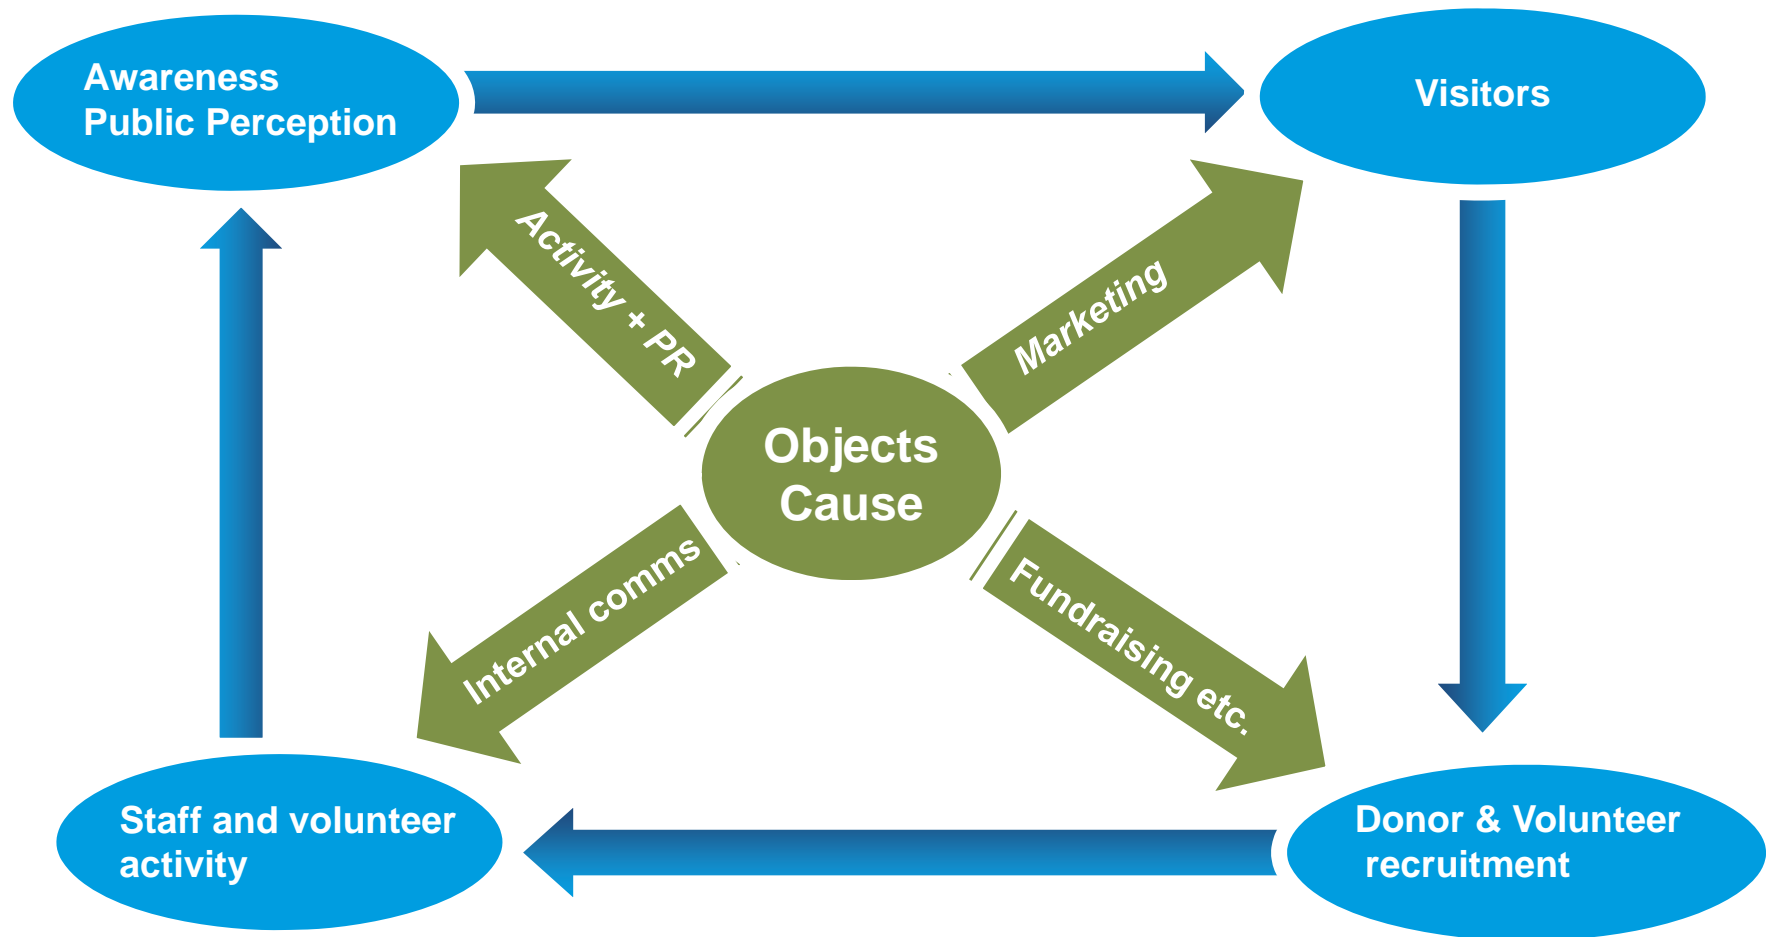 Awareness
Public Perception
Visitors
Activity + PR
Marketing
Objects
Cause
Internal comms
Fundraising etc.
Staff and volunteer
activity
Donor & Volunteer
recruitment